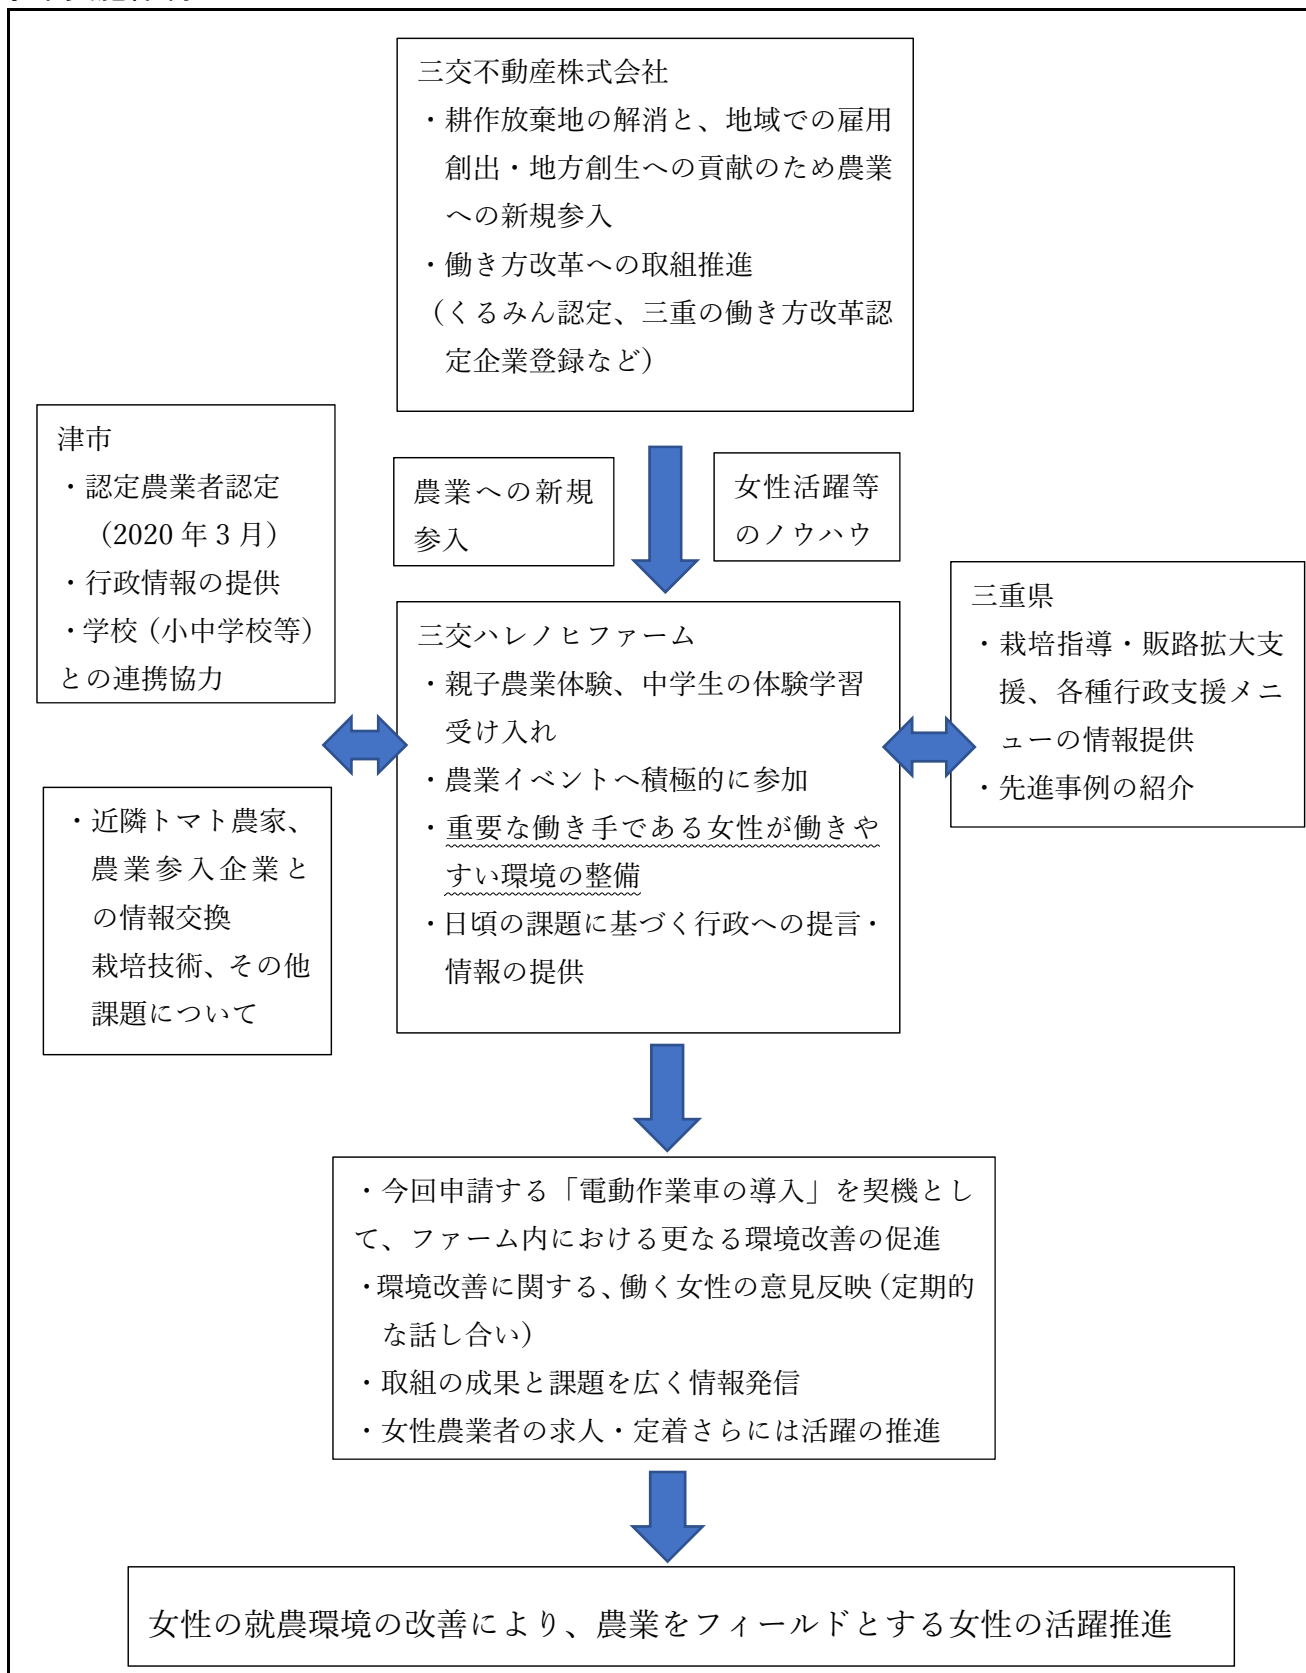 三交不動産株式会社
・耕作放棄地の解消と、地域での雇用
創出・地方創生への貢献のため農業
への新規参入
・働き方改革への取組推進
（くるみん認定、三重の働き方改革認
定企業登録など）
津市
・認定農業者認定
（2020 年 3 月）
・行政情報の提供
・学校（小中学校等）
との連携協力
農業への新規
参入
女性活躍等
のノウハウ
三重県
・栽培指導・販路拡大支
援、各種行政支援メニ
ューの情報提供
・先進事例の紹介
三交ハレノヒファーム
・親子農業体験、中学生の体験学習
受け入れ
・農業イベントへ積極的に参加
・重要な働き手である女性が働きや
すい環境の整備
・日頃の課題に基づく行政への提言・
情報の提供
・近隣トマト農家、
農業参入企業と
の情報交換
栽培技術、その他
課題について
・今回申請する「電動作業車の導入」を契機とし
て、ファーム内における更なる環境改善の促進
・環境改善に関する、働く女性の意見反映（定期的
な話し合い）
・取組の成果と課題を広く情報発信
・女性農業者の求人・定着さらには活躍の推進
女性の就農環境の改善により、農業をフィールドとする女性の活躍推進